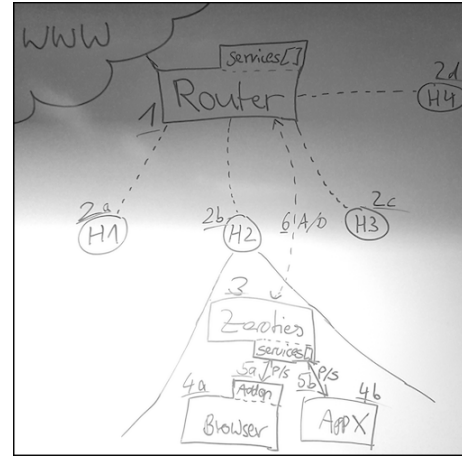 WWW
Services[]
Router
1
2d
H4
2a
H1
2b
H2
6 A/D
2c
H3
3
Zeroties
Services[]
5a P/S
5b P/S
4a
Addon
Browser
4b
AppX